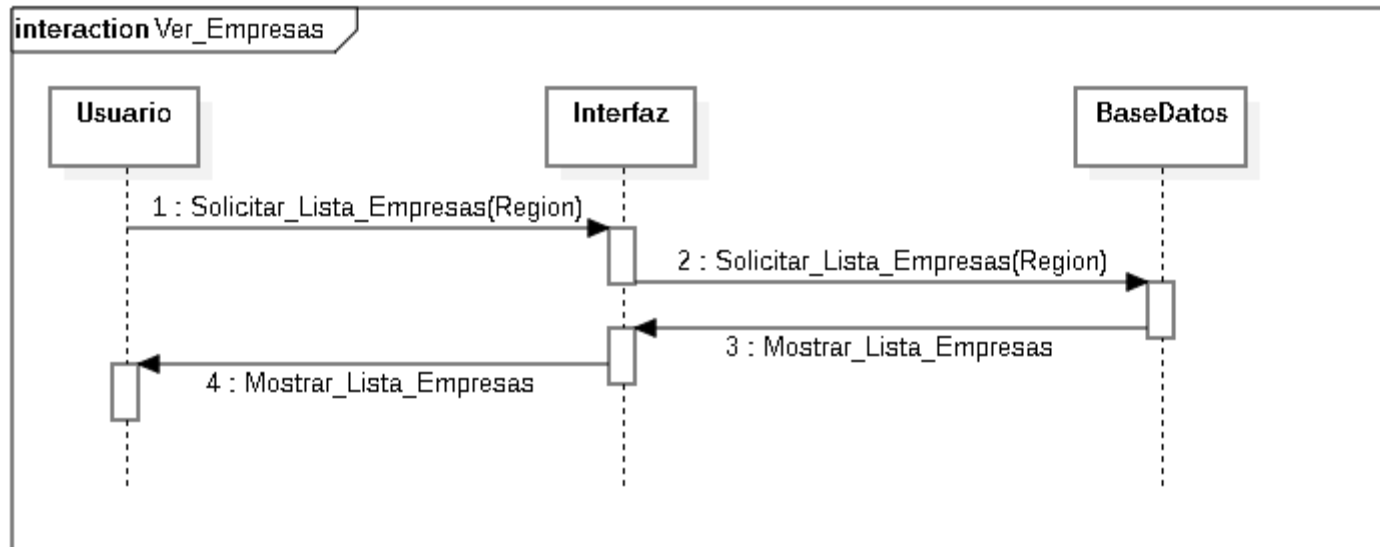 interaction Ver_Empresas
Usuario
Interfaz
BaseDatos
1 : Solicitar_Lista_Empresas(Region)
2 : Solicitar_Lista_Empresas(Region)
3 : Mostrar_Lista_Empresas
4 : Mostrar_Lista_Empresas